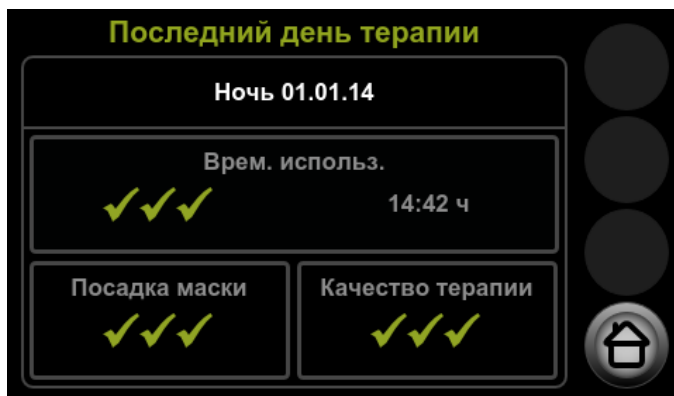 Последний день терапии
Ночь 01.01.14
Врем. использ.
14:42 ч
Посадка маски
Качество терапии